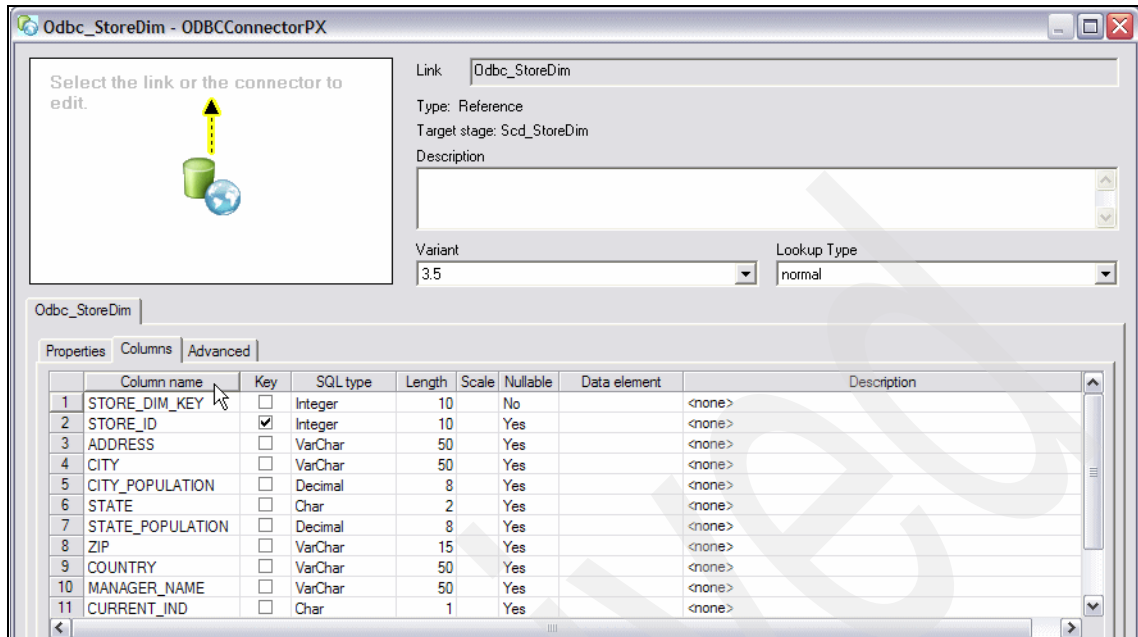 Odbc_StoreDim - ODBCConnectorPX
Select the link or the connector to
edit.
Link Odbc_StoreDim
Type: Reference
Target stage: Scd_StoreDim
Description
Variant Lookup Type
3.5 normal
Odbc_StoreDim
Properties Columns Advanced
Column name Key SQL type Length Scale Nullable Data element Description
1 STORE_DIM_KEY Integer 10 No <none>
2 STORE_ID Integer 10 Yes <none>
3 ADDRESS VarChar 50 Yes <none>
4 CITY VarChar 50 Yes <none>
5 CITY_POPULATION Decimal 8 Yes <none>
6 STATE Char 2 Yes <none>
7 STATE_POPULATION Decimal 8 Yes <none>
8 ZIP VarChar 15 Yes <none>
9 COUNTRY VarChar 50 Yes <none>
10 MANAGER_NAME VarChar 50 Yes <none>
11 CURRENT_IND Char 1 Yes <none>